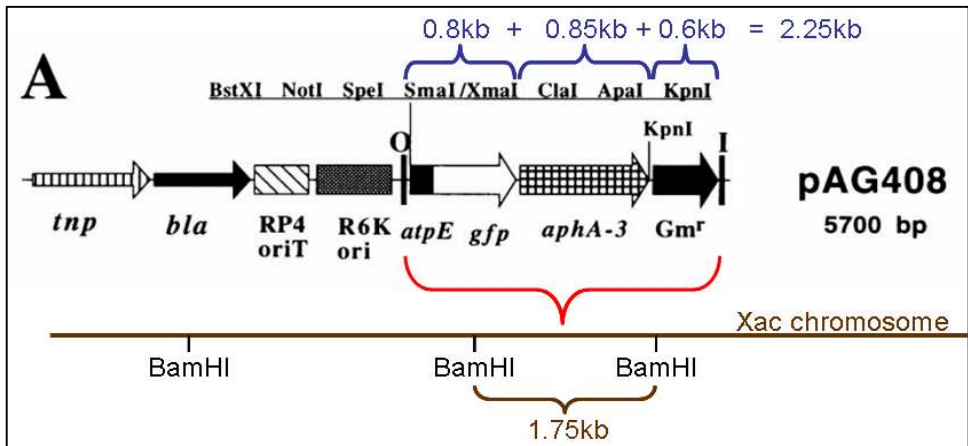 0.8kb + 0.85kb + 0.6kb = 2.25kb
A
BstXI NotI SpeI SmaI/XmaI ClaI ApaI KpnI
O KpnI I
pAG408
5700 bp
tnp bla RP4 oriT R6K ori atpE gfp aphA-3 Gmr
Xac chromosome
BamHI BamHI BamHI
1.75kb